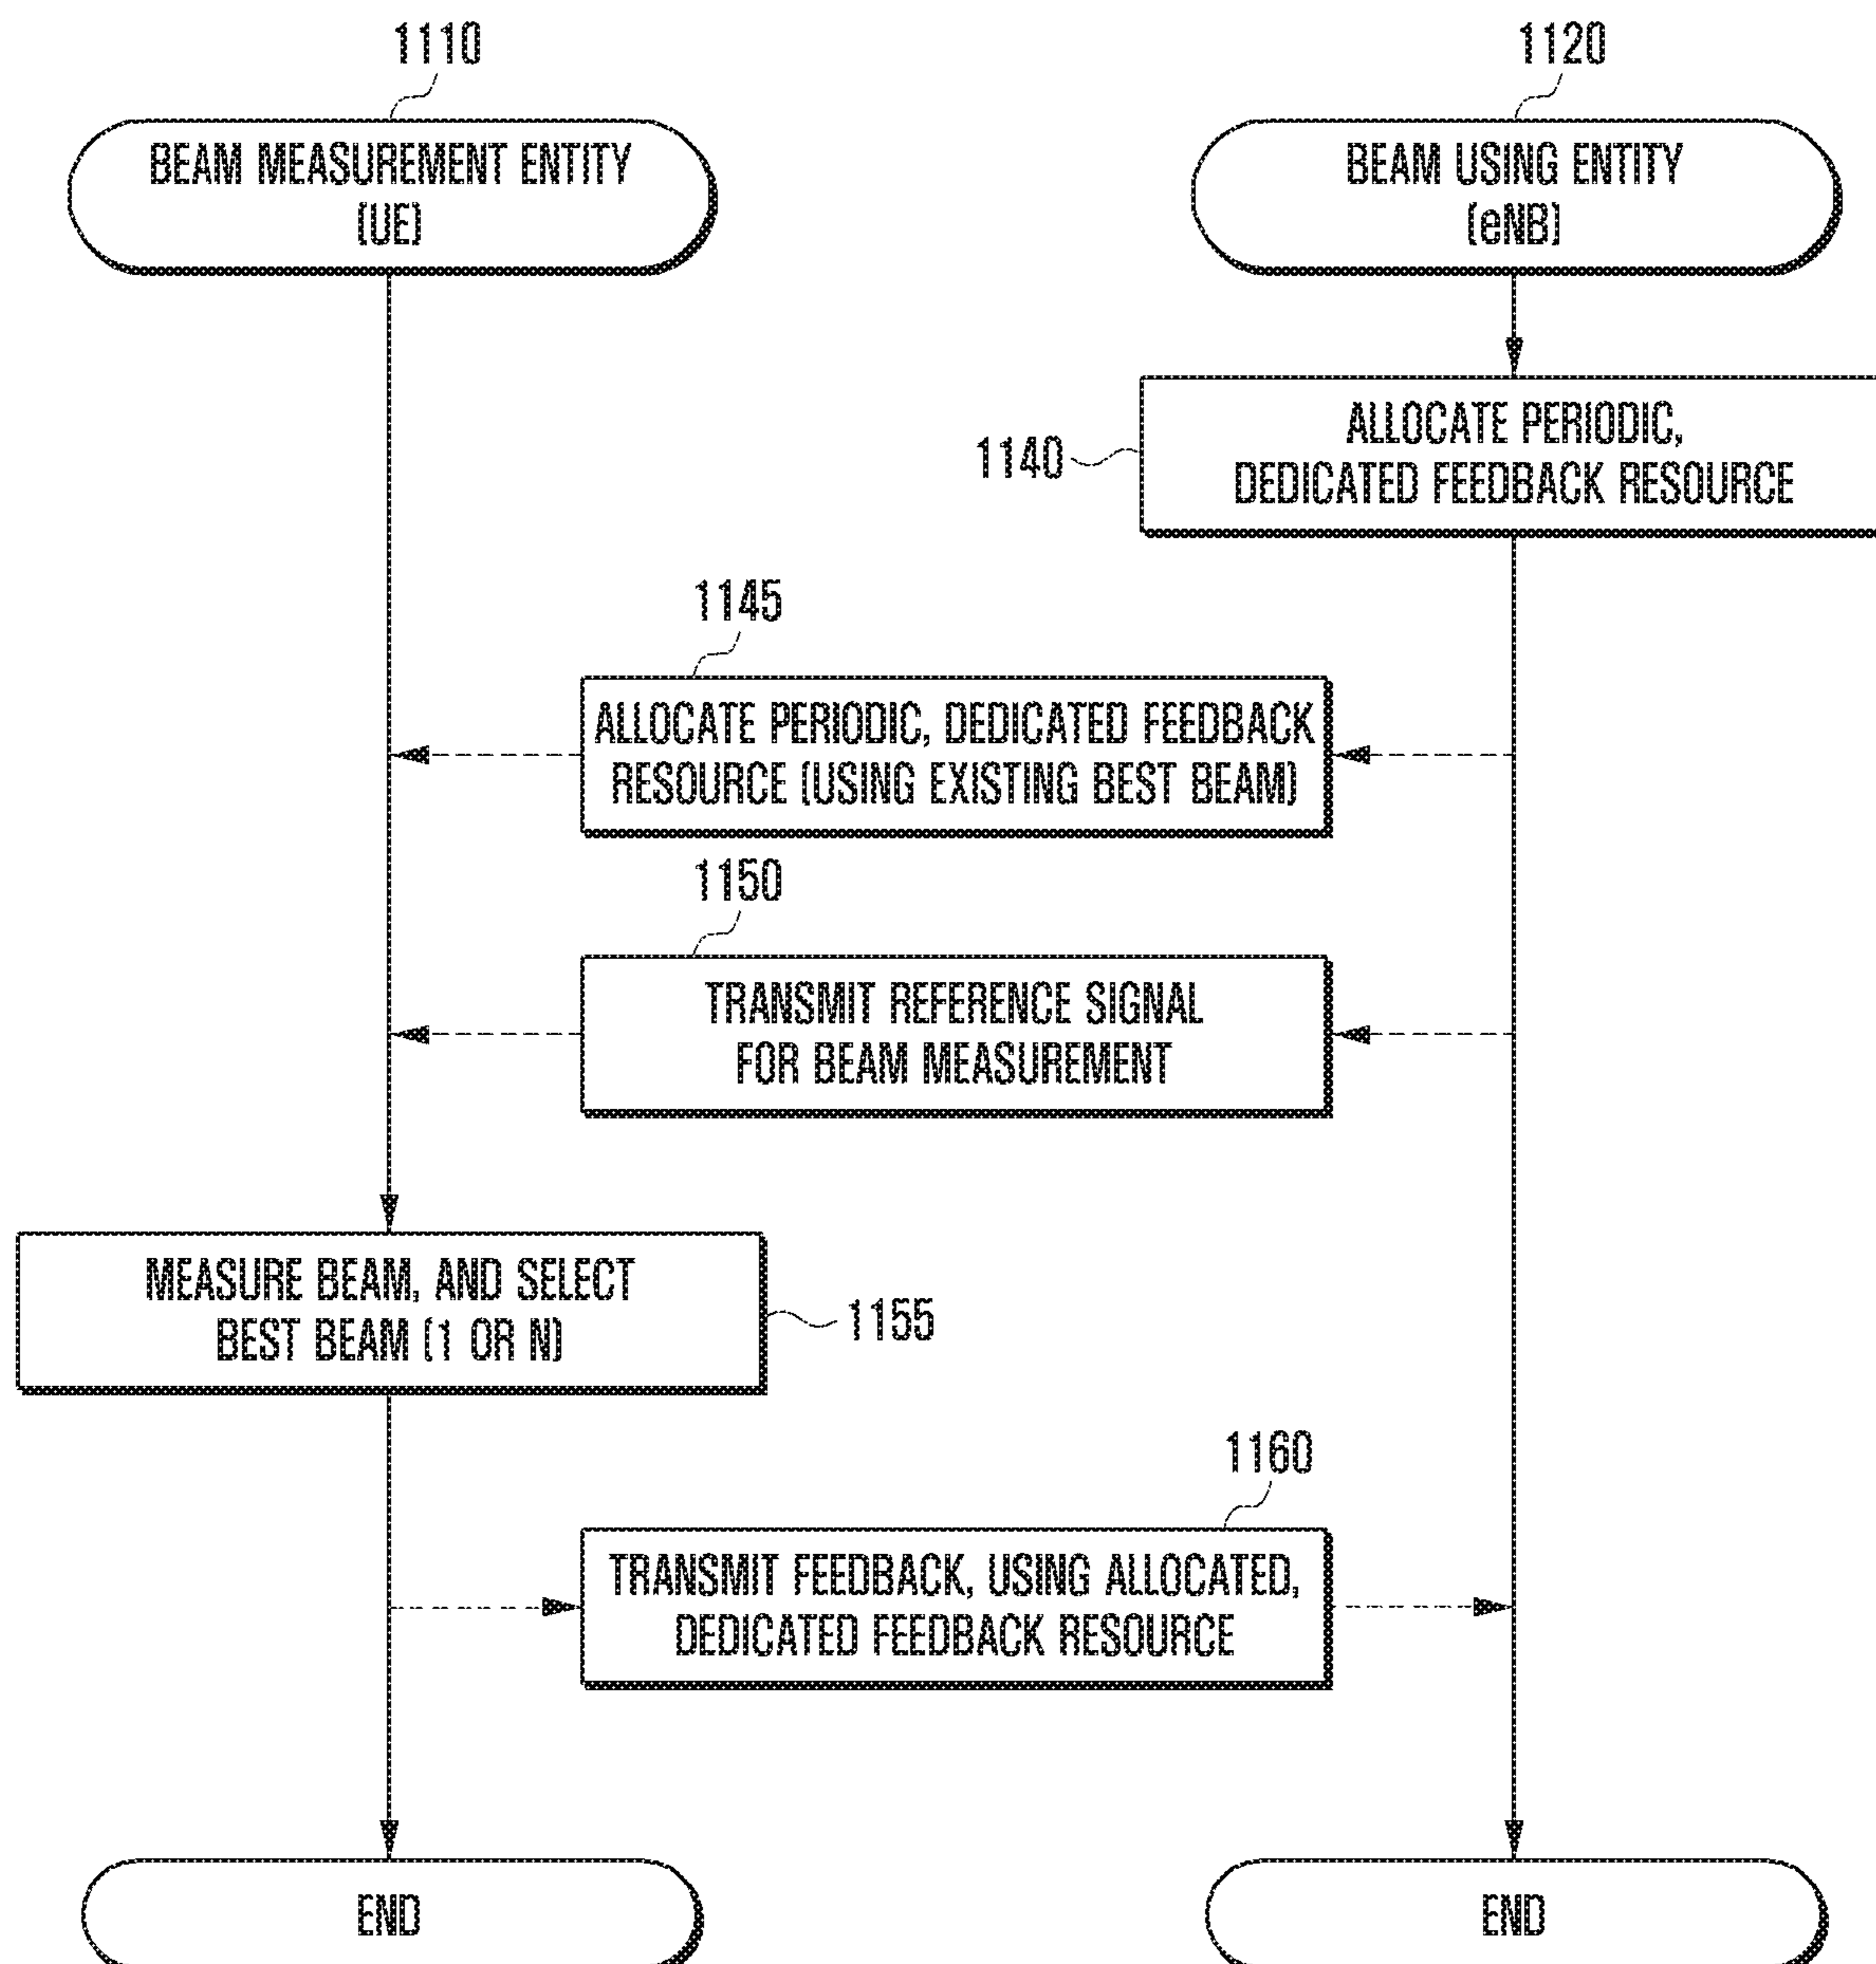 1110
1120
BEAM MEASUREMENT ENTITY
(UE)
BEAM USING ENTITY
(eNB)
ALLOCATE PERIODIC,
DEDICATED FEEDBACK RESOURCE
1140
1145
ALLOCATE PERIODIC, DEDICATED FEEDBACK
RESOURCE (USING EXISTING BEST BEAM)
1150
TRANSMIT REFERENCE SIGNAL
FOR BEAM MEASUREMENT
MEASURE BEAM, AND SELECT
BEST BEAM (1 OR N)
1155
1160
TRANSMIT FEEDBACK, USING ALLOCATED,
DEDICATED FEEDBACK RESOURCE
END
END